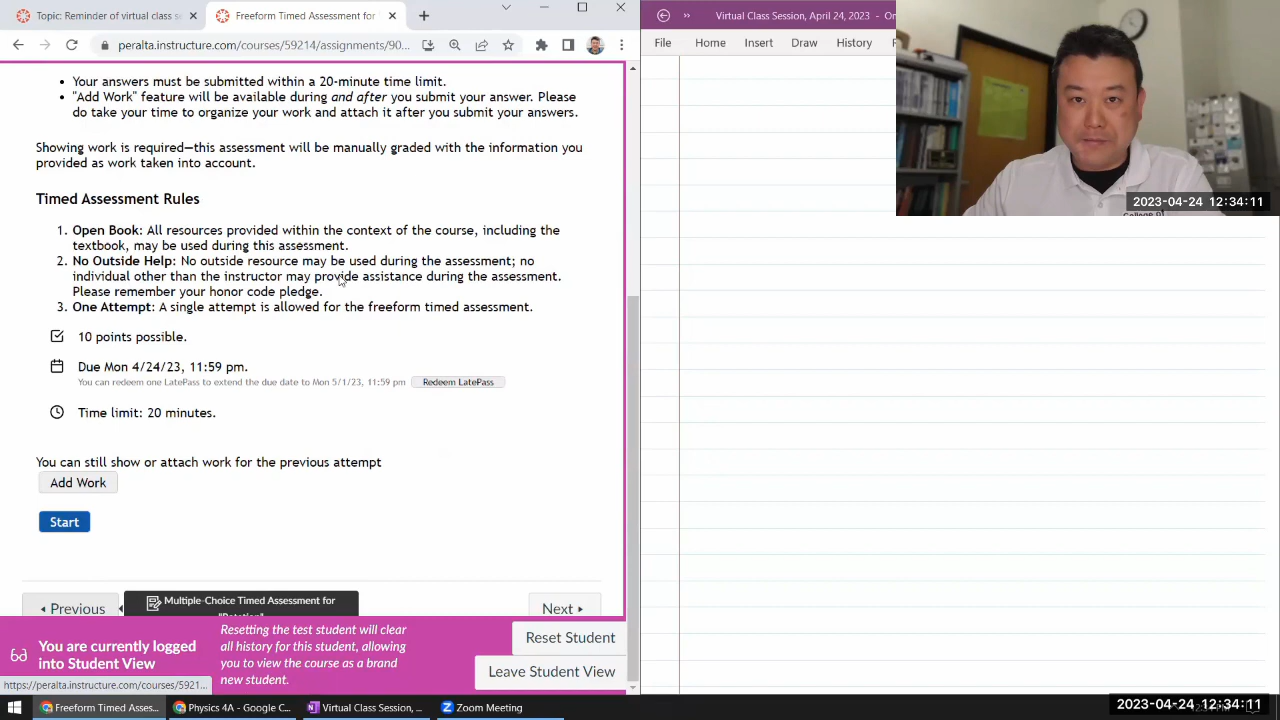 Topic: Reminder of virtual class se
Freeform Timed Assessment for
Virtual Class Session, April 24, 2023 - On
peralta.instructure.com/courses/59214/assignments/90...
File
Home
Insert
Draw
History
Your answers must be submitted within a 20-minute time limit.
"Add Work" feature will be available during and after you submit your answer. Please
do take your time to organize your work and attach it after you submit your answers.
Showing work is required—this assessment will be manually graded with the information you
provided as work taken into account.
Timed Assessment Rules
1. Open Book: All resources provided within the context of the course, including the
textbook, may be used during this assessment.
2. No Outside Help: No outside resource may be used during the assessment; no
individual other than the instructor may provide assistance during the assessment.
Please remember your honor code pledge.
3. One Attempt: A single attempt is allowed for the freeform timed assessment.
10 points possible.
Due Mon 4/24/23, 11:59 pm.
You can redeem one LatePass to extend the due date to Mon 5/1/23, 11:59 pm
Redeem LatePass
Time limit: 20 minutes.
You can still show or attach work for the previous attempt
Add Work
Start
Previous
Multiple-Choice Timed Assessment for
Next
You are currently logged
into Student View
Resetting the test student will clear
all history for this student, allowing
you to view the course as a brand
new student.
Reset Student
Leave Student View
https://peralta.instructure.com/courses/5921...
Freeform Timed Asses...
Physics 4A - Google C...
Virtual Class Session, ...
Zoom Meeting
2023-04-24 12:34:11
2023-04-24 12:34:11